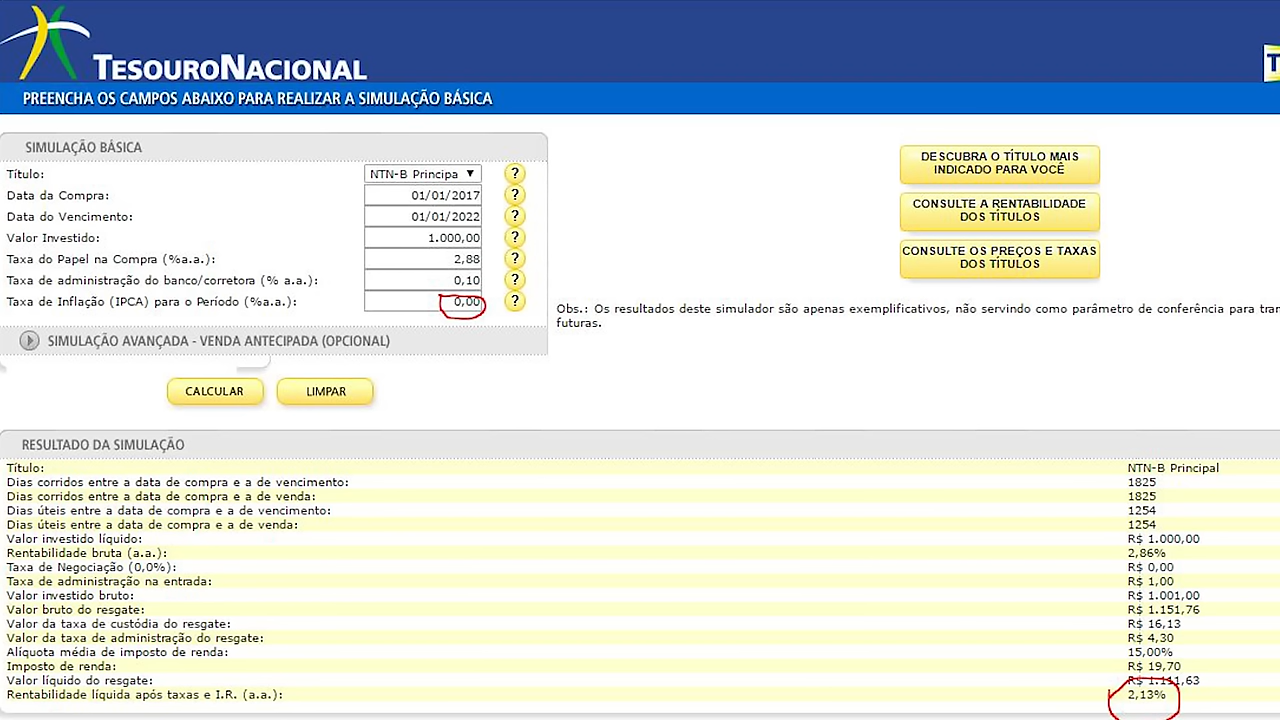 TESOURONACIONAL
T
PREENCHA OS CAMPOS ABAIXO PARA REALIZAR A SIMULAÇÃO BÁSICA
SIMULAÇÃO BÁSICA
Título: NTN-B Principa ▼ ?
Data da Compra: 01/01/2017 ?
Data do Vencimento: 01/01/2022 ?
Valor Investido: 1.000,00 ?
Taxa do Papel na Compra (%a.a.): 2,88 ?
Taxa de administração do banco/corretora (% a.a.): 0,10 ?
Taxa de Inflação (IPCA) para o Período (%a.a.): 0,00 ?
SIMULAÇÃO AVANÇADA - VENDA ANTECIPADA (OPCIONAL)
CALCULAR LIMPAR
DESCUBRA O TÍTULO MAIS
INDICADO PARA VOCÊ
CONSULTE A RENTABILIDADE
DOS TÍTULOS
CONSULTE OS PREÇOS E TAXAS
DOS TÍTULOS
Obs.: Os resultados deste simulador são apenas exemplificativos, não servindo como parâmetro de conferência para tran
futuras.
RESULTADO DA SIMULAÇÃO
Título: NTN-B Principal
Dias corridos entre a data de compra e a de vencimento: 1825
Dias corridos entre a data de compra e a de venda: 1825
Dias úteis entre a data de compra e a de vencimento: 1254
Dias úteis entre a data de compra e a de venda: 1254
Valor investido líquido: R$ 1.000,00
Rentabilidade bruta (a.a.): 2,86%
Taxa de Negociação (0,0%): R$ 0,00
Taxa de administração na entrada: R$ 1,00
Valor investido bruto: R$ 1.001,00
Valor bruto do resgate: R$ 1.151,76
Valor da taxa de custódia do resgate: R$ 16,13
Valor da taxa de administração do resgate: R$ 4,30
Alíquota média de imposto de renda: 15,00%
Imposto de renda: R$ 19,70
Valor líquido do resgate: R$ 1.111,63
Rentabilidade líquida após taxas e I.R. (a.a.): 2,13%